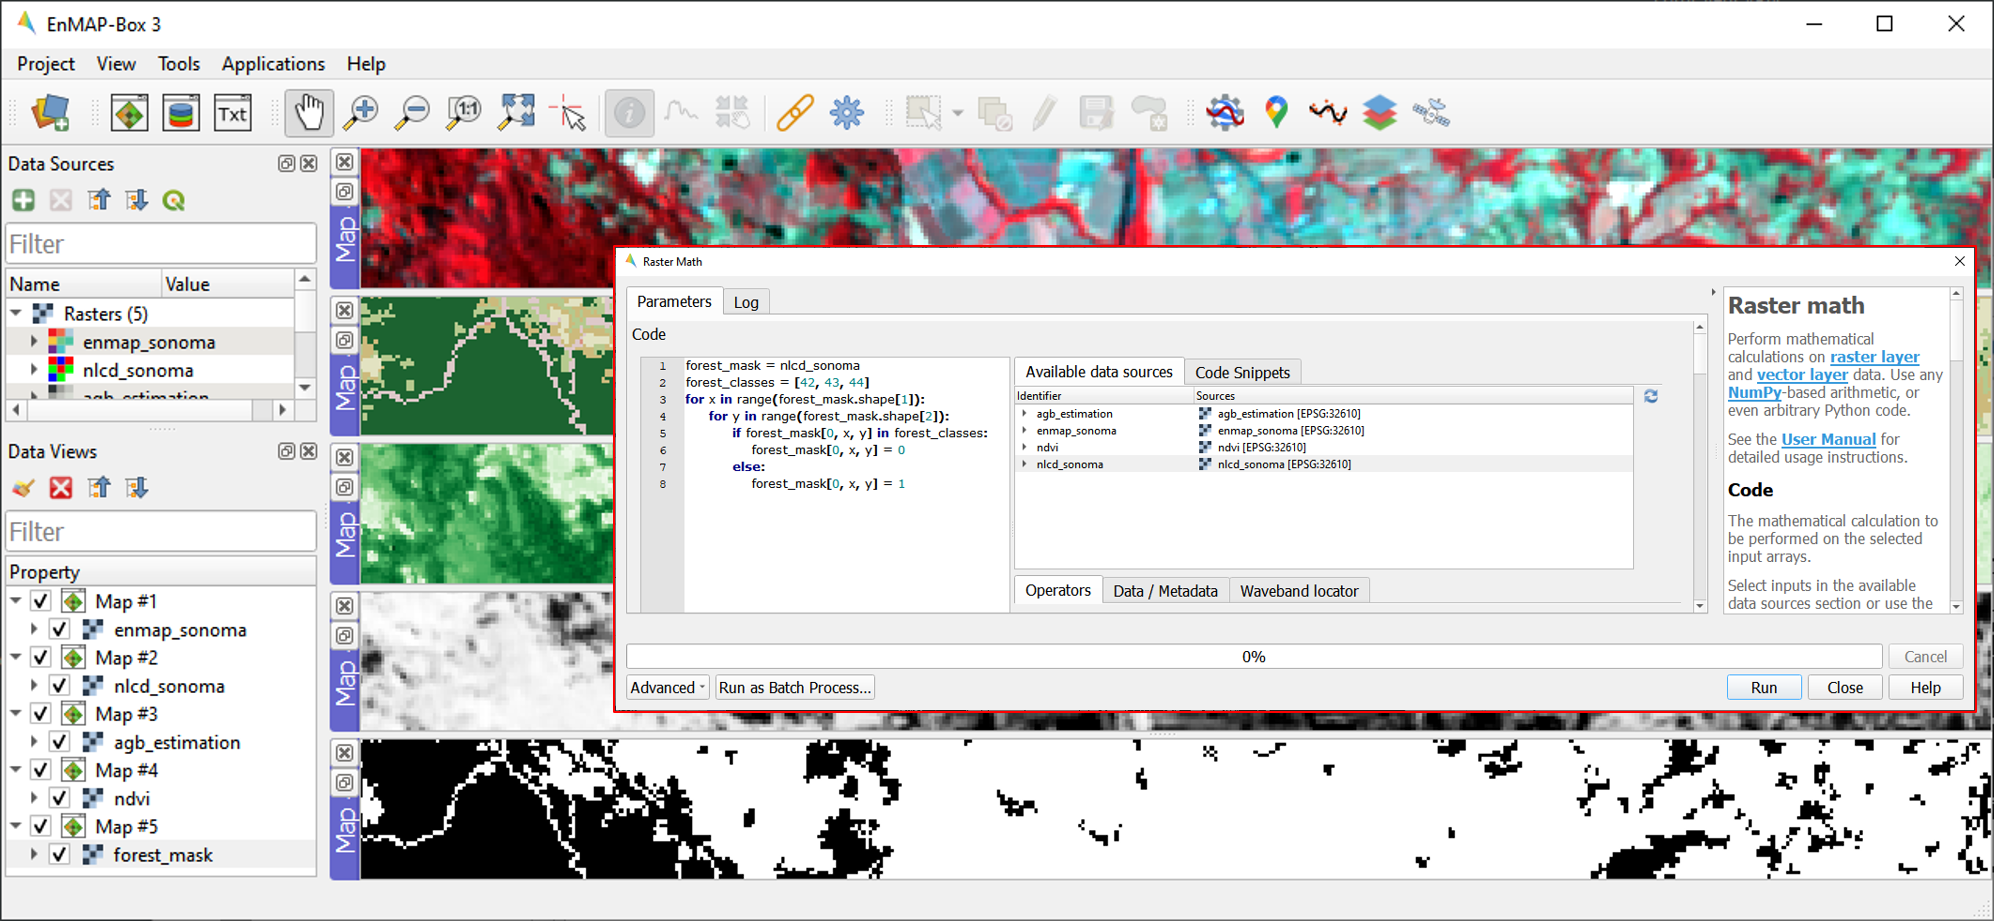 EnMAP-Box 3
Project View Tools Applications Help
Txt 1:1
Data Sources
Filter
Name Value
Rasters (5)
enmap_sonoma
nlcd_sonoma
agb_estimation
Data Views
Filter
Property
Map #1
enmap_sonoma
Map #2
nlcd_sonoma
Map #3
agb_estimation
Map #4
ndvi
Map #5
forest_mask
Map
Map
Map
Map
Map
Raster Math
Parameters Log
Code
1 forest_mask = nlcd_sonoma
2 forest_classes = [42, 43, 44]
3 for x in range(forest_mask.shape[1]):
4 for y in range(forest_mask.shape[2]):
5 if forest_mask[0, x, y] in forest_classes:
6 forest_mask[0, x, y] = 0
7 else:
8 forest_mask[0, x, y] = 1
Available data sources Code Snippets
Identifier Sources
agb_estimation agb_estimation [EPSG:32610]
enmap_sonoma enmap_sonoma [EPSG:32610]
ndvi ndvi [EPSG:32610]
nlcd_sonoma nlcd_sonoma [EPSG:32610]
Operators Data / Metadata Waveband locator
Raster math
Perform mathematical
calculations on raster layer
and vector layer data. Use any
NumPy-based arithmetic, or
even arbitrary Python code.
See the User Manual for
detailed usage instructions.
Code
The mathematical calculation to
be performed on the selected
input arrays.
Select inputs in the available
data sources section or use the
0% Cancel
Advanced Run as Batch Process... Run Close Help